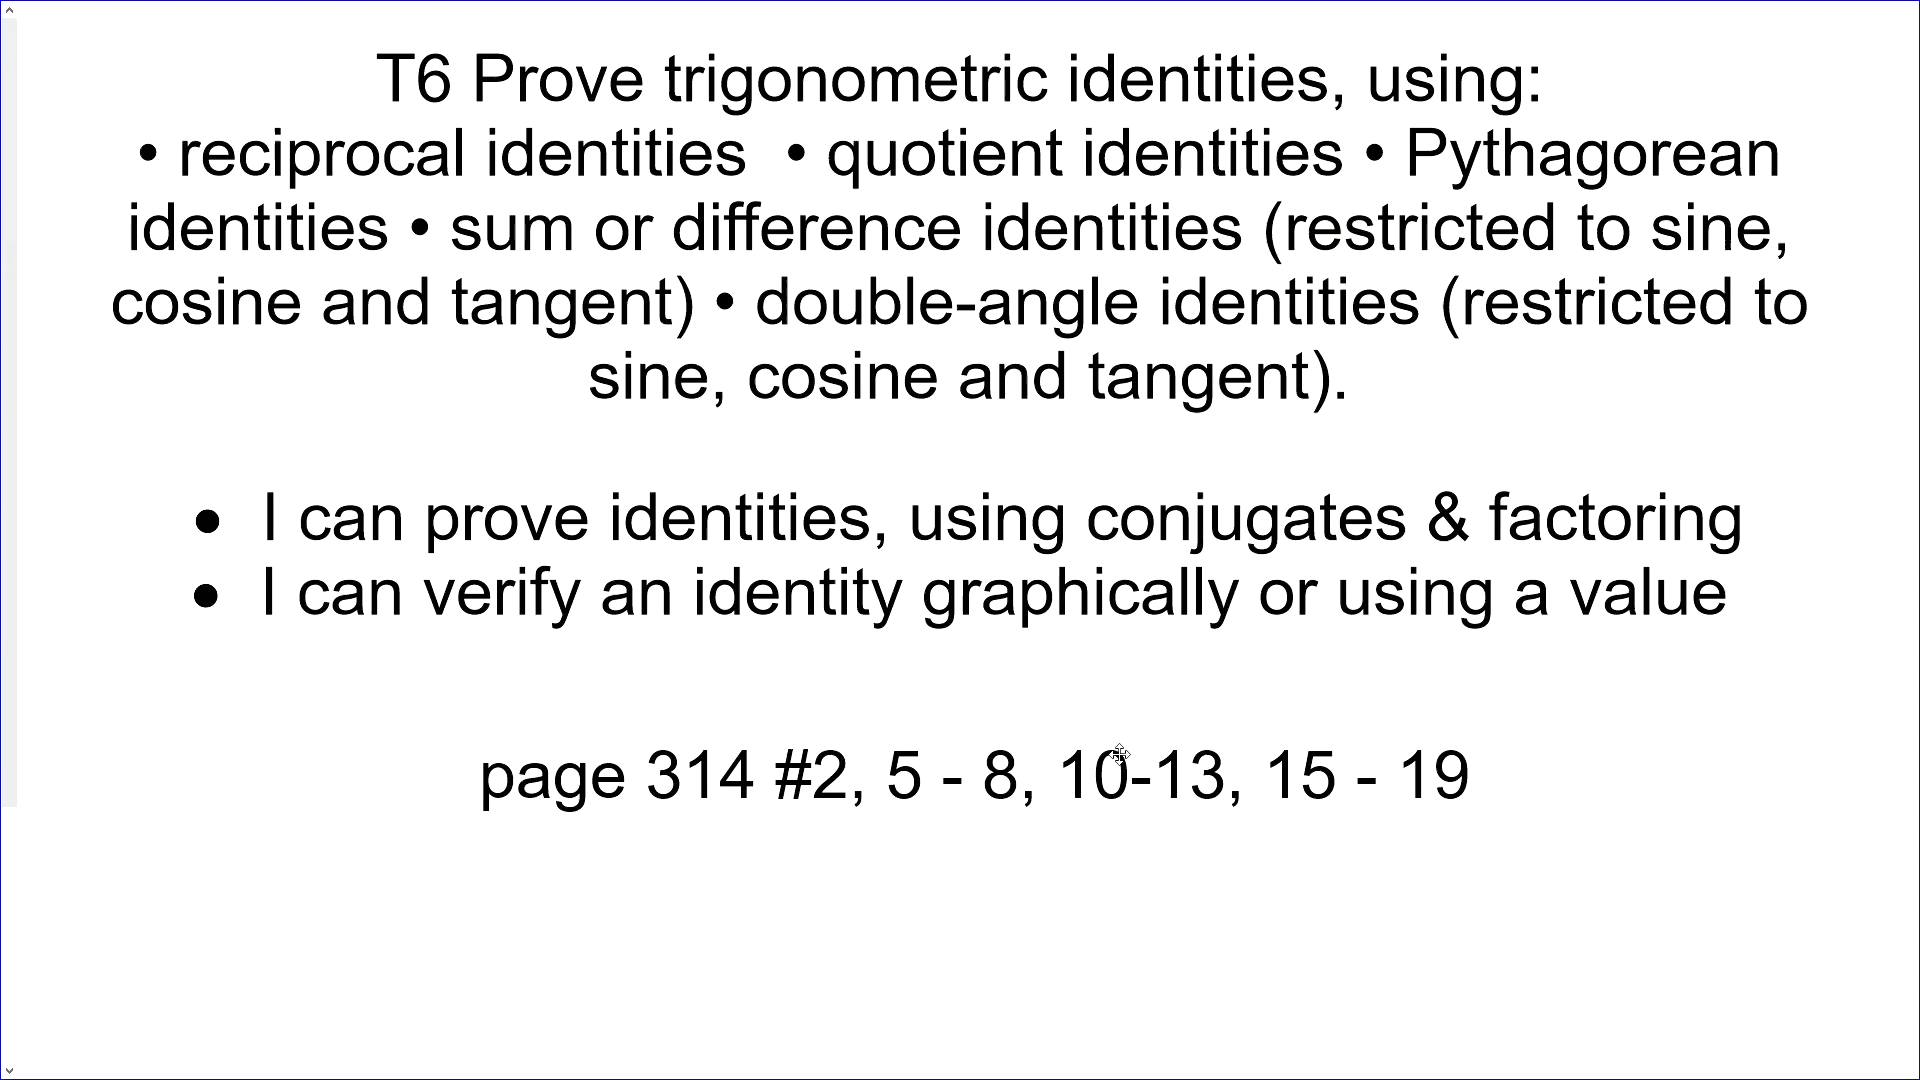 T6 Prove trigonometric identities, using:
• reciprocal identities  • quotient identities • Pythagorean
identities • sum or difference identities (restricted to sine,
cosine and tangent) • double-angle identities (restricted to
sine, cosine and tangent).
• I can prove identities, using conjugates & factoring
• I can verify an identity graphically or using a value
page 314 #2, 5 - 8, 10-13, 15 - 19